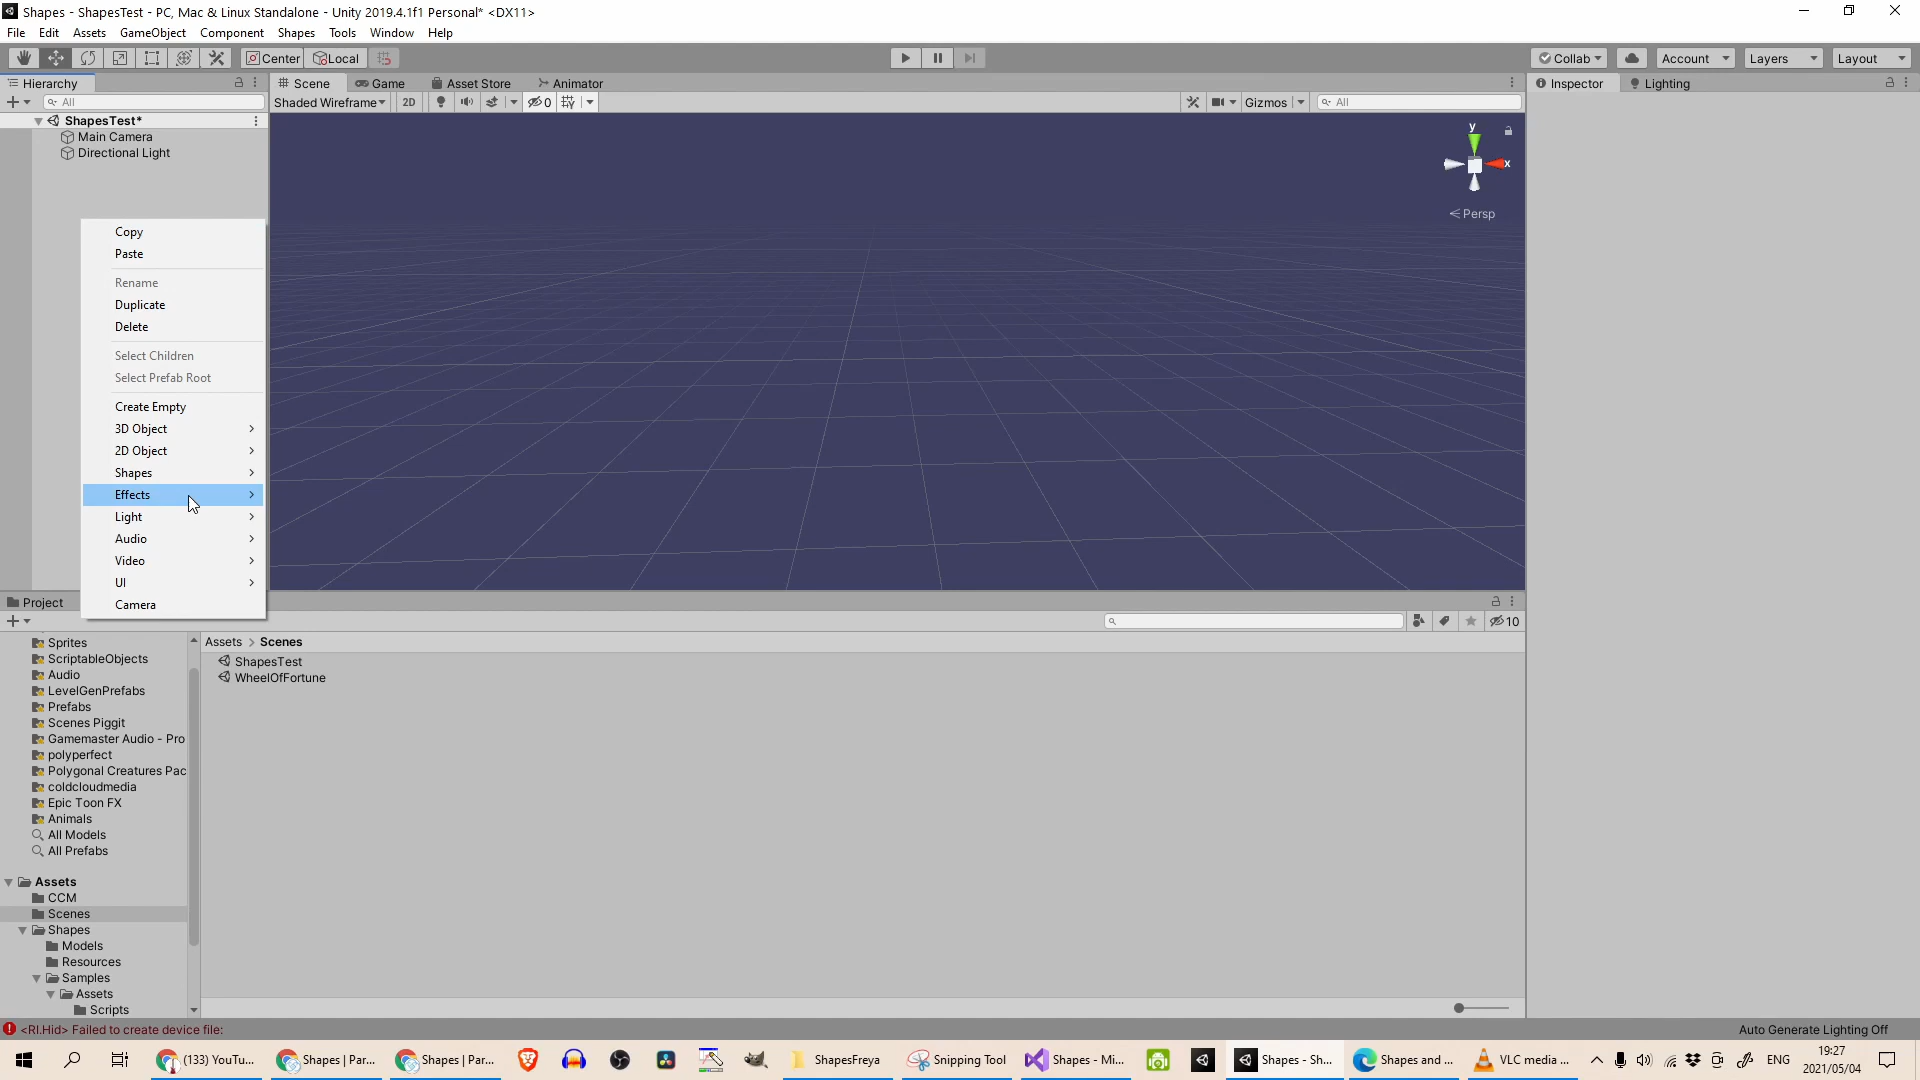 Shapes - ShapesTest - PC, Mac & Linux Standalone - Unity 2019.4.1f1 Personal* <DX11>
File Edit Assets GameObject Component Shapes Tools Window Help
Center Local Collab Account Layers Layout
Hierarchy Scene Game Asset Store Animator Inspector Lighting
All Shaded Wireframe 2D 0 Gizmos All
ShapesTest*
Main Camera
Directional Light
y
x
Persp
Copy
Paste
Rename
Duplicate
Delete
Select Children
Select Prefab Root
Create Empty
3D Object
2D Object
Shapes
Effects
Light
Audio
Video
UI
Camera
Project
10
Sprites
ScriptableObjects
Audio
LevelGenPrefabs
Prefabs
Scenes Piggit
Gamemaster Audio - Pro
polyperfect
Polygonal Creatures Pac
coldcloudmedia
Epic Toon FX
Animals
All Models
All Prefabs
Assets
CCM
Scenes
Shapes
Models
Resources
Samples
Assets
Scripts
Assets > Scenes
ShapesTest
WheelOfFortune
<RI.Hid> Failed to create device file:
Auto Generate Lighting Off
(133) YouTu... Shapes | Par... Shapes | Par... ShapesFreya Snipping Tool Shapes - Mi... Shapes - Sh... Shapes and ... VLC media ... ENG
19:27
2021/05/04